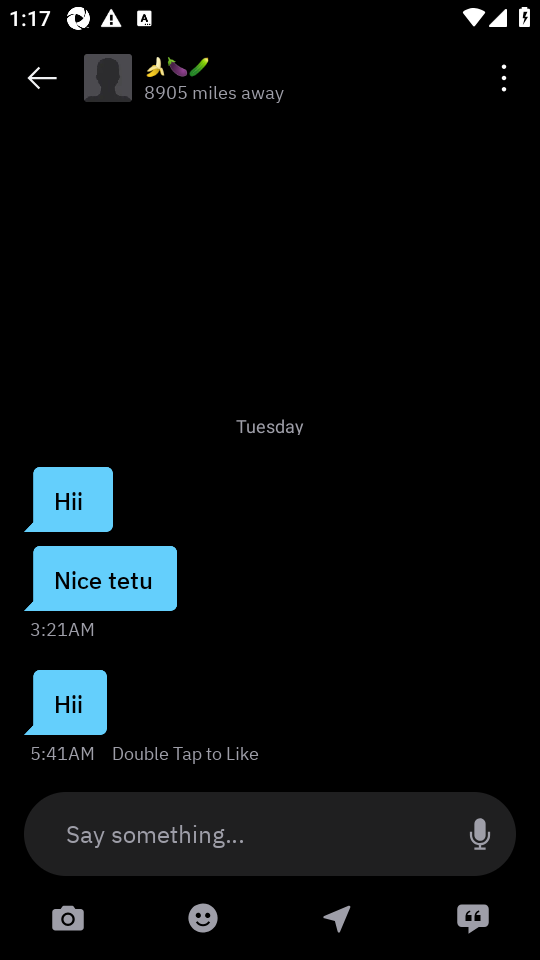 1:17
🍌🍆🥒
8905 miles away
Tuesday
Hii
Nice tetu
3:21AM
Hii
5:41AM Double Tap to Like
Say something...